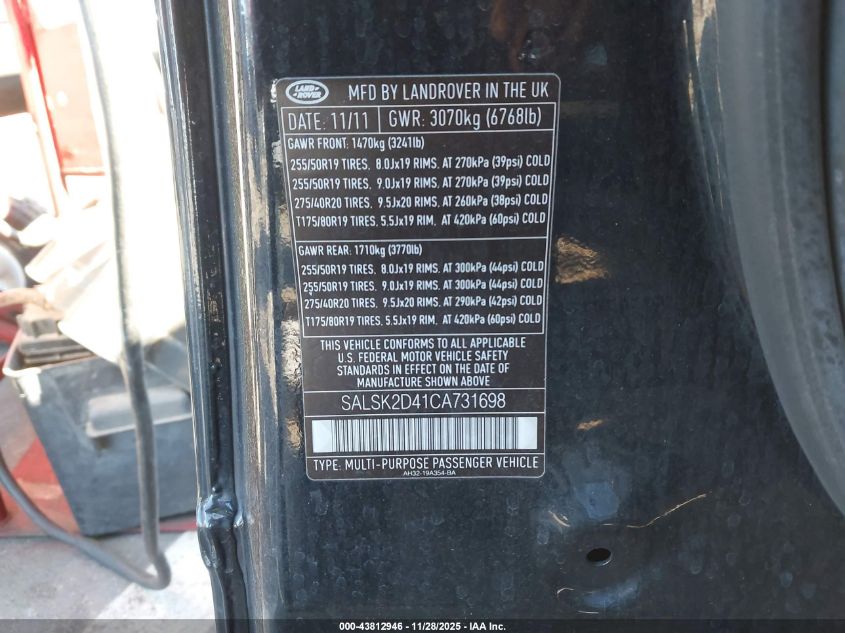 LAND ROVER
MFD BY LANDROVER IN THE UK
DATE: 11/11 GWR: 3070kg (6768lb)
GAWR FRONT: 1470kg (3241lb)
255/50R19 TIRES, 8.0Jx19 RIMS, AT 270kPa (39psi) COLD
255/50R19 TIRES, 9.0Jx19 RIMS, AT 270kPa (39psi) COLD
275/40R20 TIRES, 9.5Jx20 RIMS, AT 260kPa (38psi) COLD
T175/80R19 TIRES, 5.5Jx19 RIM, AT 420kPa (60psi) COLD
GAWR REAR: 1710kg (3770lb)
255/50R19 TIRES, 8.0Jx19 RIMS, AT 300kPa (44psi) COLD
255/50R19 TIRES, 9.0Jx19 RIMS, AT 300kPa (44psi) COLD
275/40R20 TIRES, 9.5Jx20 RIMS, AT 290kPa (42psi) COLD
T175/80R19 TIRES, 5.5Jx19 RIM, AT 420kPa (60psi) COLD
THIS VEHICLE CONFORMS TO ALL APPLICABLE
U.S. FEDERAL MOTOR VEHICLE SAFETY
STANDARDS IN EFFECT ON THE DATE OF
MANUFACTURE SHOWN ABOVE
SALSK2D41CA731698
TYPE: MULTI-PURPOSE PASSENGER VEHICLE
AH32-19A354-BA
000-43812946 - 11/28/2025 - IAA Inc.